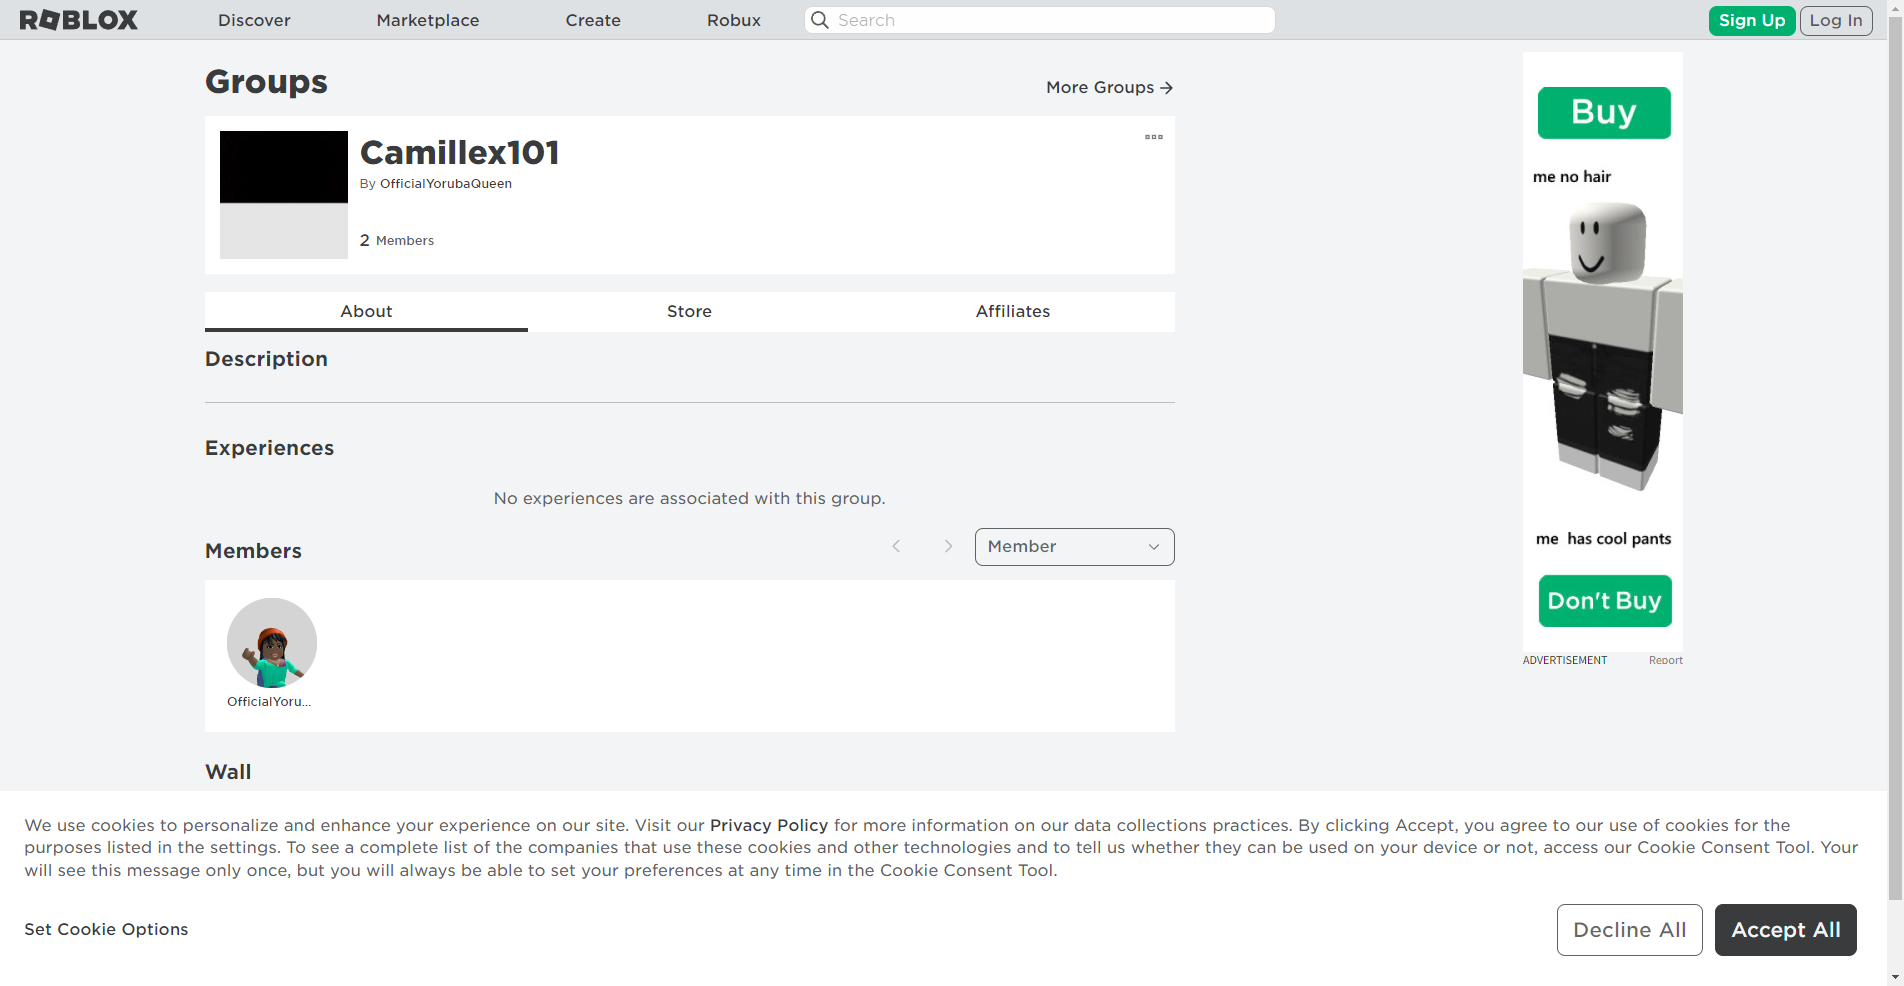 ROBLOX
Discover
Marketplace
Create
Robux
Search
Sign Up
Log In
Groups
More Groups
Camillex101
By OfficialYorubaQueen
2 Members
About
Store
Affiliates
Description
Experiences
No experiences are associated with this group.
Members
Member
OfficialYoru...
Wall
Buy
me no hair
me has cool pants
Don't Buy
ADVERTISEMENT
Report
We use cookies to personalize and enhance your experience on our site. Visit our Privacy Policy for more information on our data collections practices. By clicking Accept, you agree to our use of cookies for the
purposes listed in the settings. To see a complete list of the companies that use these cookies and other technologies and to tell us whether they can be used on your device or not, access our Cookie Consent Tool. Your
will see this message only once, but you will always be able to set your preferences at any time in the Cookie Consent Tool.
Set Cookie Options
Decline All
Accept All